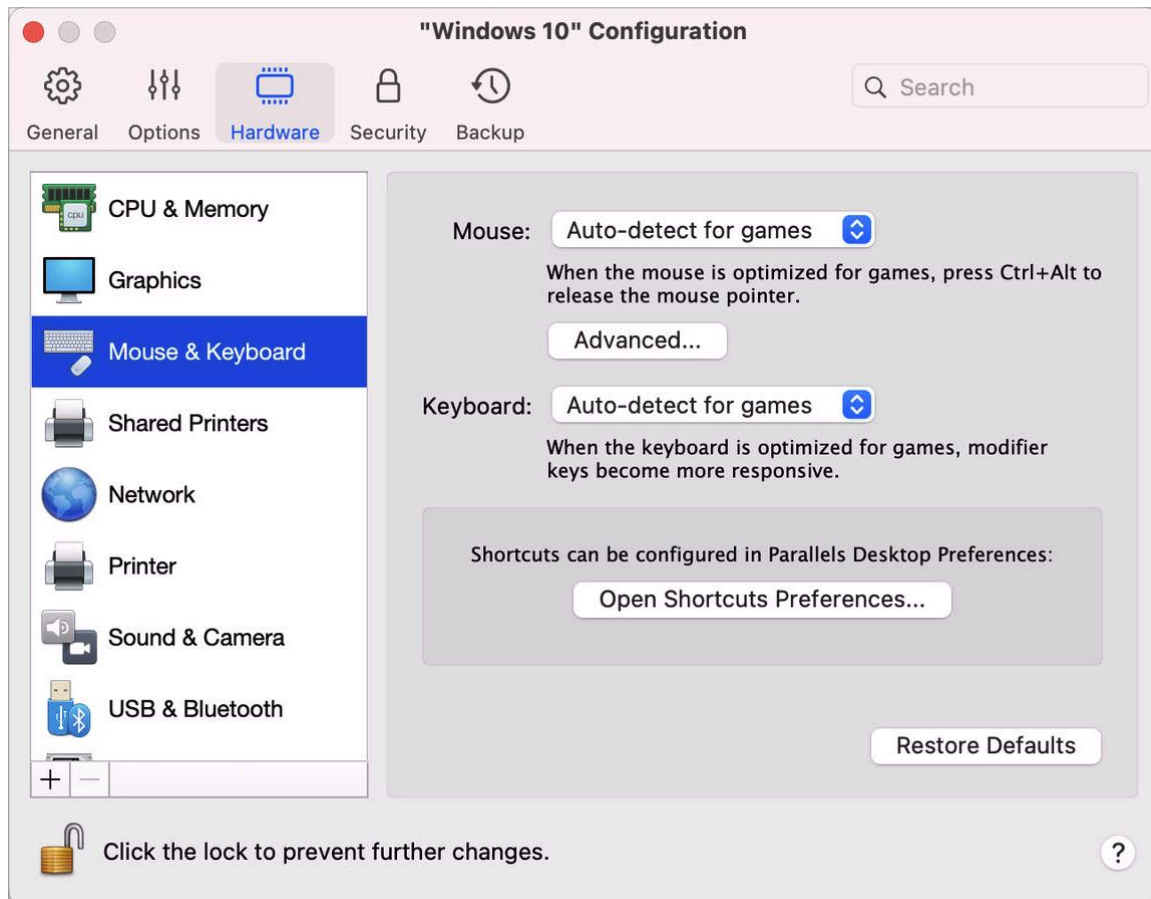 "Windows 10" Configuration
General Options Hardware Security Backup
Search
CPU & Memory
Graphics
Mouse & Keyboard
Shared Printers
Network
Printer
Sound & Camera
USB & Bluetooth
Mouse: Auto-detect for games
When the mouse is optimized for games, press Ctrl+Alt to
release the mouse pointer.
Advanced...
Keyboard: Auto-detect for games
When the keyboard is optimized for games, modifier
keys become more responsive.
Shortcuts can be configured in Parallels Desktop Preferences:
Open Shortcuts Preferences...
Restore Defaults
Click the lock to prevent further changes.
?